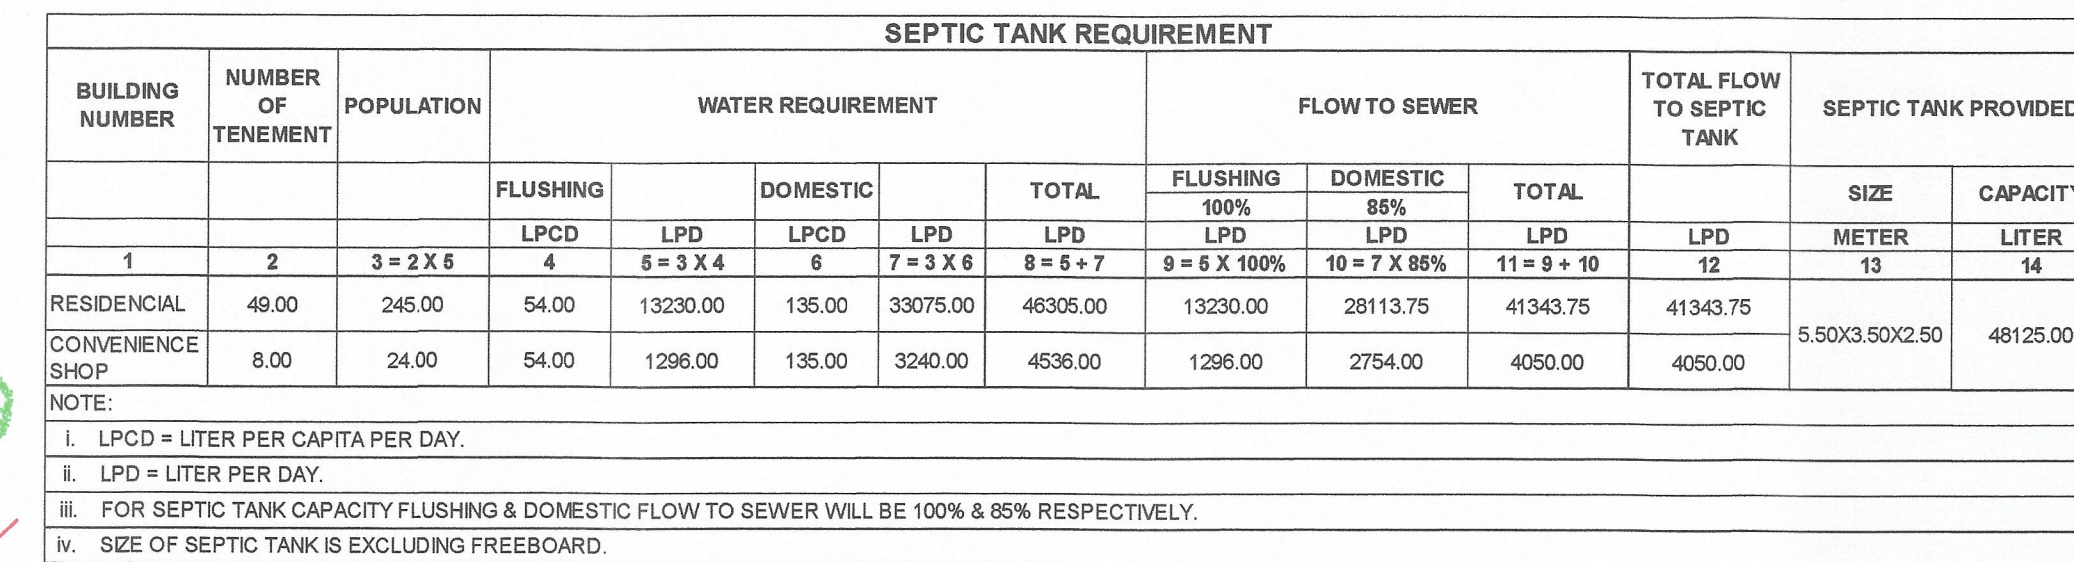 SEPTIC TANK REQUIREMENT
BUILDING NUMBER | NUMBER OF TENEMENT | POPULATION | WATER REQUIREMENT | FLOW TO SEWER | TOTAL FLOW TO SEPTIC TANK | SEPTIC TANK PROVIDED
FLUSHING | DOMESTIC | TOTAL | FLUSHING 100% | DOMESTIC 85% | TOTAL | SIZE | CAPACITY
LPCD | LPD | LPCD | LPD | LPD | LPD | LPD | LPD | LPD | METER | LITER
1 | 2 | 3 = 2 X 5 | 4 | 5 = 3 X 4 | 6 | 7 = 3 X 6 | 8 = 5 + 7 | 9 = 5 X 100% | 10 = 7 X 85% | 11 = 9 + 10 | 12 | 13 | 14
RESIDENCIAL | 49.00 | 245.00 | 54.00 | 13230.00 | 135.00 | 33075.00 | 46305.00 | 13230.00 | 28113.75 | 41343.75 | 41343.75 | 5.50X3.50X2.50 | 48125.00
CONVENIENCE SHOP | 8.00 | 24.00 | 54.00 | 1296.00 | 135.00 | 3240.00 | 4536.00 | 1296.00 | 2754.00 | 4050.00 | 4050.00
NOTE:
i. LPCD = LITER PER CAPITA PER DAY.
ii. LPD = LITER PER DAY.
iii. FOR SEPTIC TANK CAPACITY FLUSHING & DOMESTIC FLOW TO SEWER WILL BE 100% & 85% RESPECTIVELY.
iv. SIZE OF SEPTIC TANK IS EXCLUDING FREEBOARD.